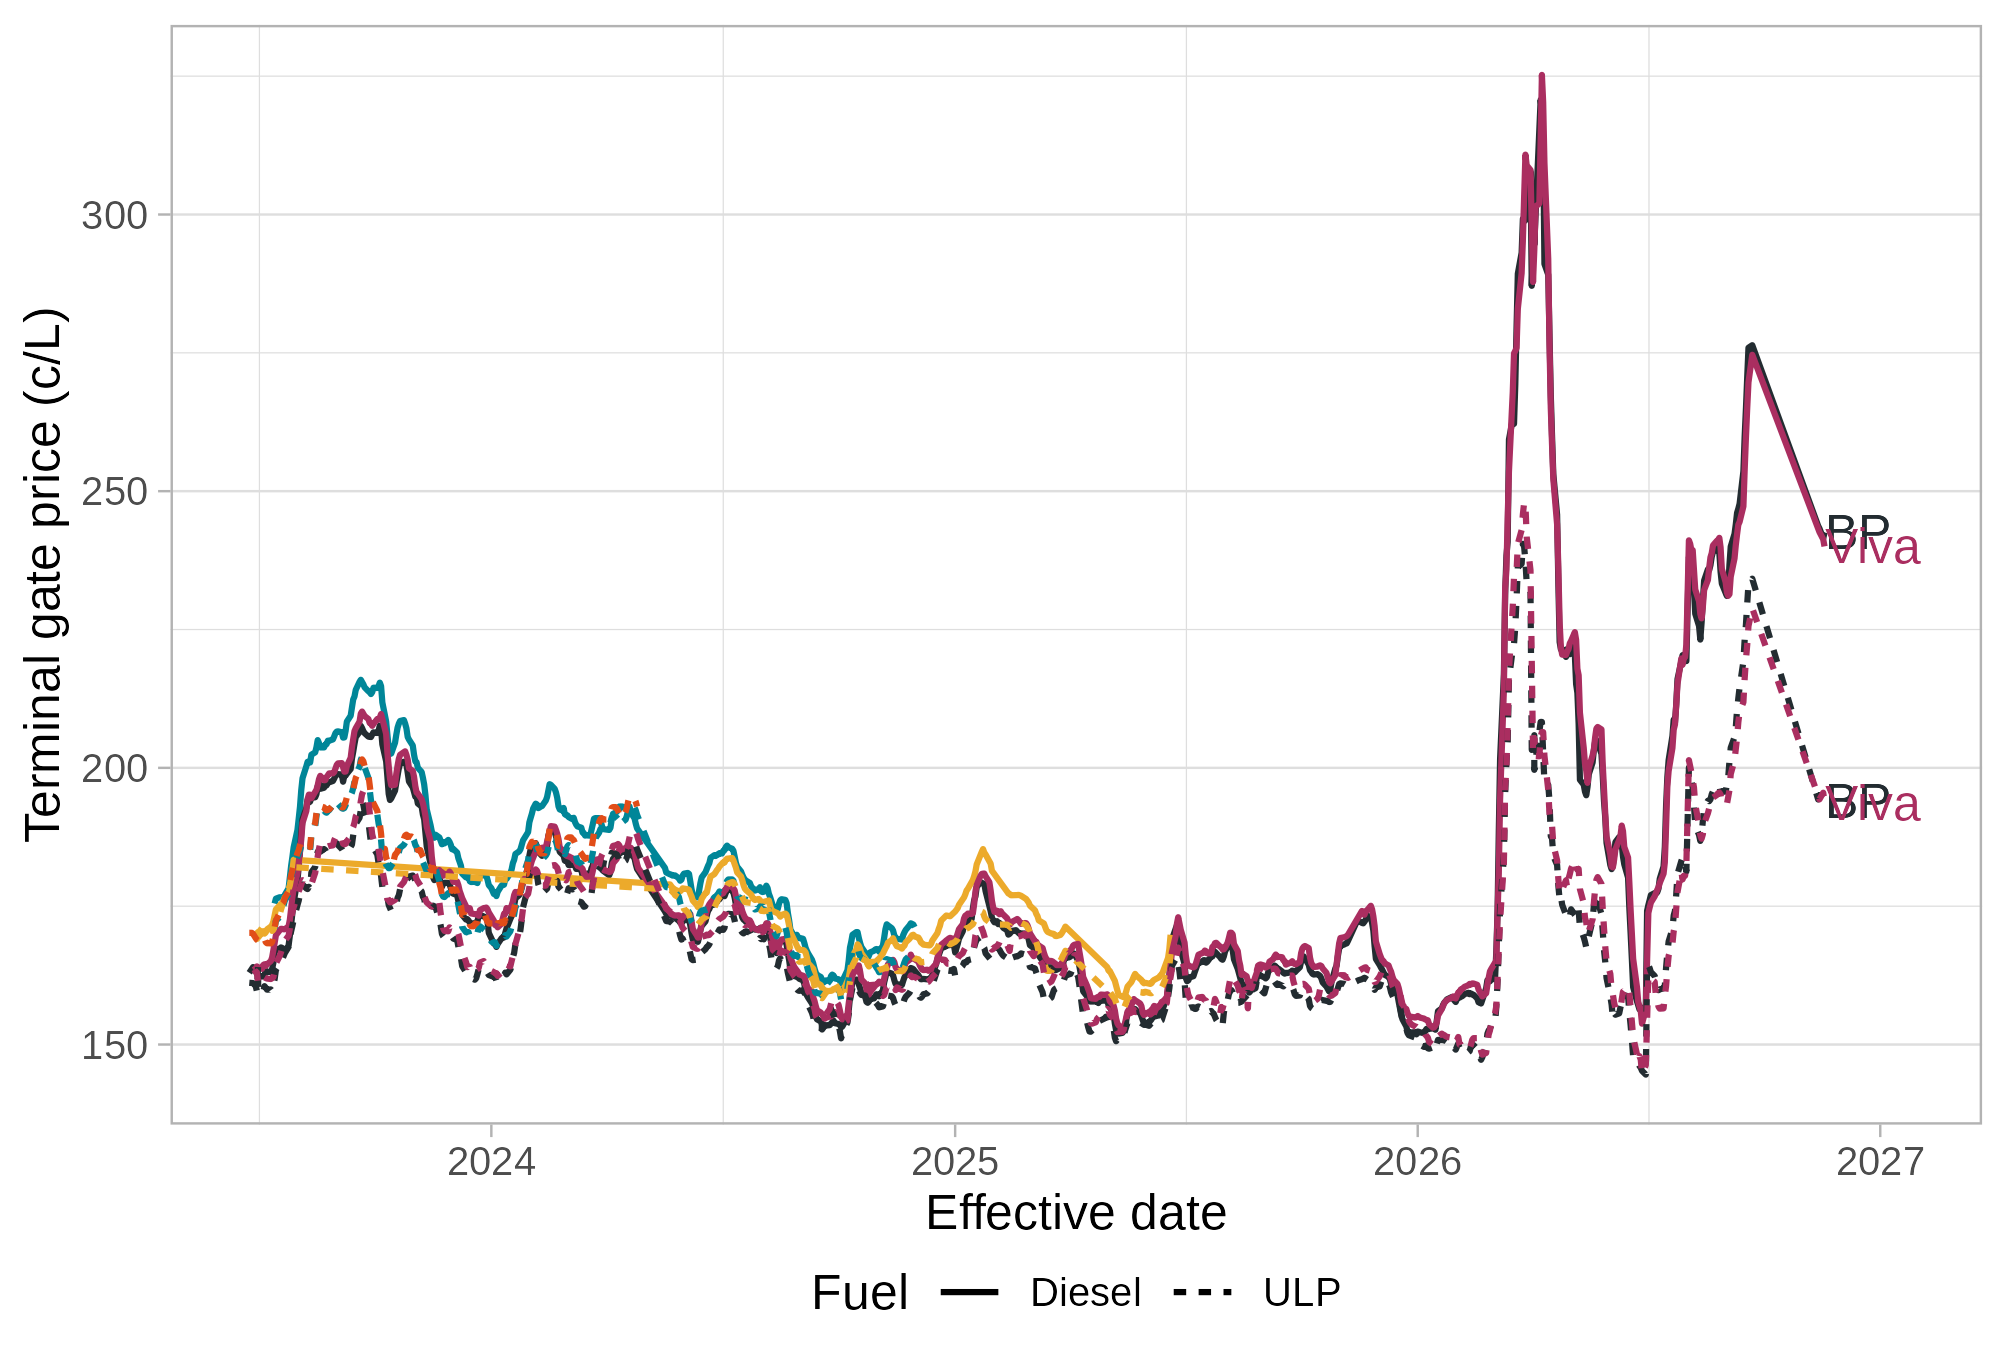 Terminal gate price (c/L)
300
250
200
150
BP
Viva
BP
Viva
2024
2025
2026
2027
Effective date
Fuel Diesel ULP